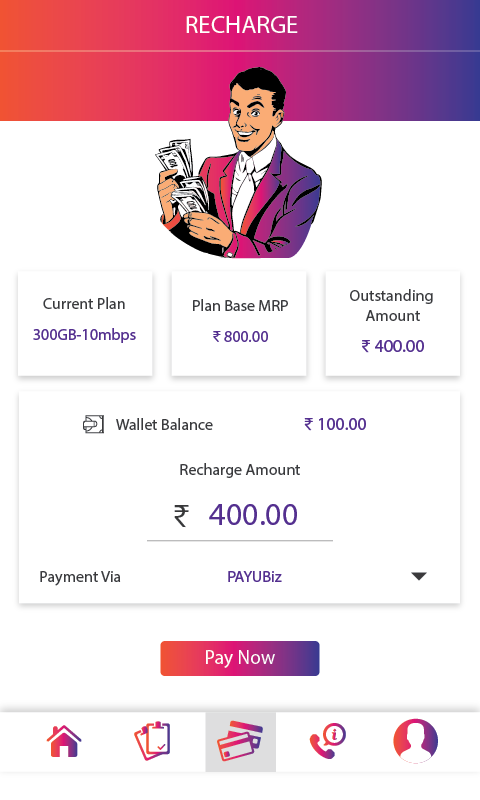 RECHARGE
Current Plan
300GB-10mbps
Plan Base MRP
₹ 800.00
Outstanding
Amount
₹ 400.00
Wallet Balance
₹ 100.00
Recharge Amount
₹ 400.00
Payment Via
PAYUBiz
Pay Now